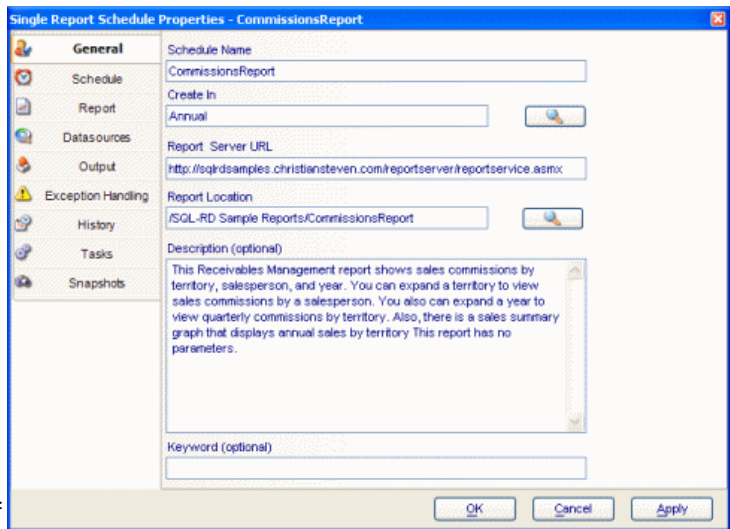 Single Report Schedule Properties - CommissionsReport
General
Schedule
Report
Datasources
Output
Exception Handling
History
Tasks
Snapshots
Schedule Name
CommissionsReport
Create In
Annual
Report Server URL
http://sqlrdsamples.christiansteven.com/reportserver/reportservice.asmx
Report Location
/SQL-RD Sample Reports/CommissionsReport
Description (optional)
This Receivables Management report shows sales commissions by
territory, salesperson, and year. You can expand a territory to view
sales commissions by a salesperson. You also can expand a year to
view quarterly commissions by territory. Also, there is a sales summary
graph that displays annual sales by territory This report has no
parameters.
Keyword (optional)
OK
Cancel
Apply